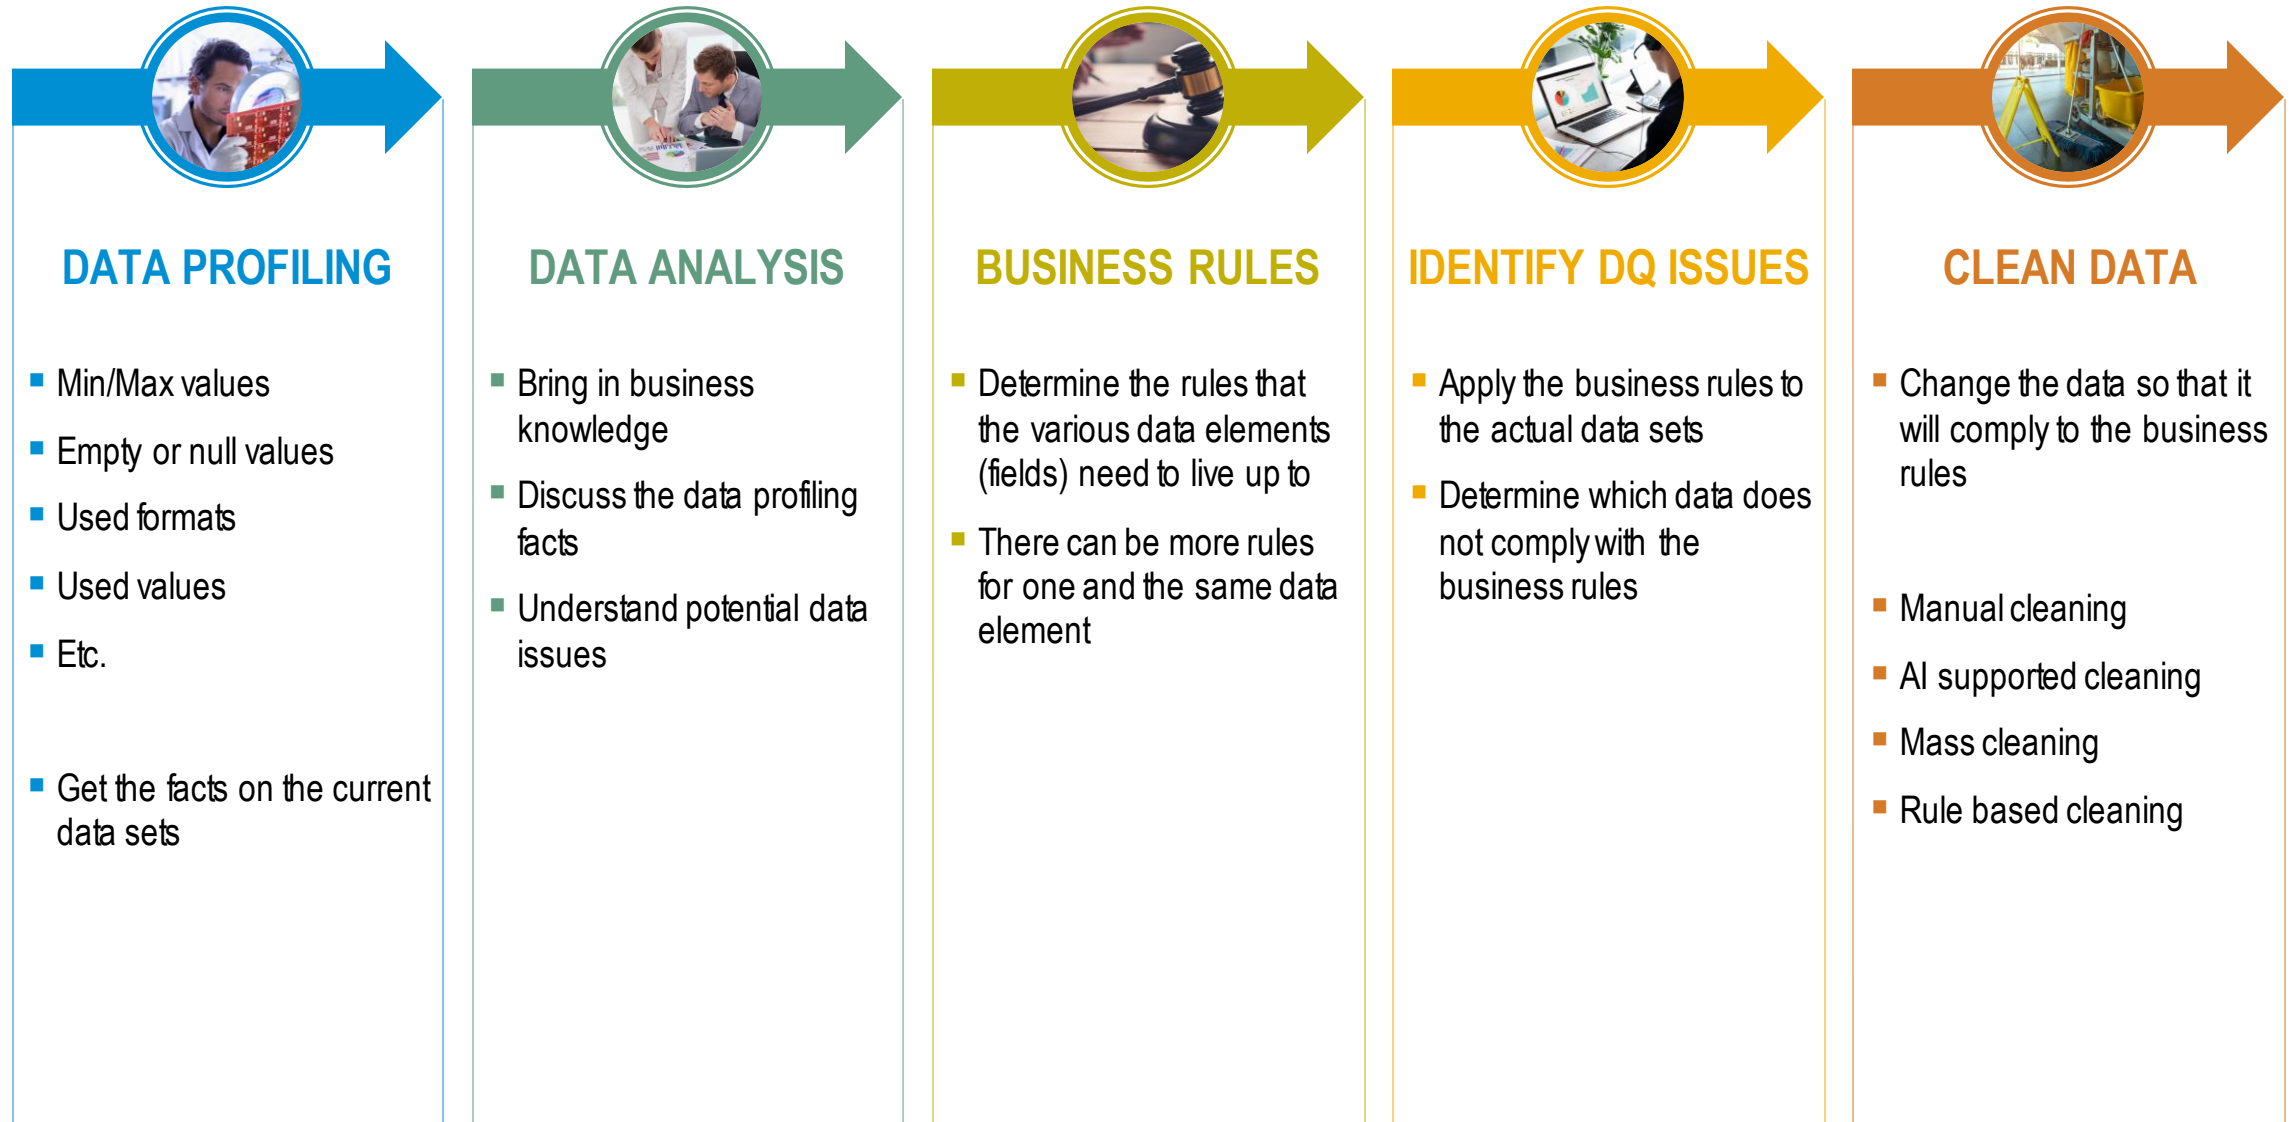 DATA PROFILING
Min/Max values
Empty or null values
Used formats
Used values
Etc.
Get the facts on the current
data sets
DATA ANALYSIS
Bring in business
knowledge
Discuss the data profiling
facts
Understand potential data
issues
BUSINESS RULES
Determine the rules that
the various data elements
(fields) need to live up to
There can be more rules
for one and the same data
element
IDENTIFY DQ ISSUES
Apply the business rules to
the actual data sets
Determine which data does
not comply with the
business rules
CLEAN DATA
Change the data so that it
will comply to the business
rules
Manual cleaning
AI supported cleaning
Mass cleaning
Rule based cleaning